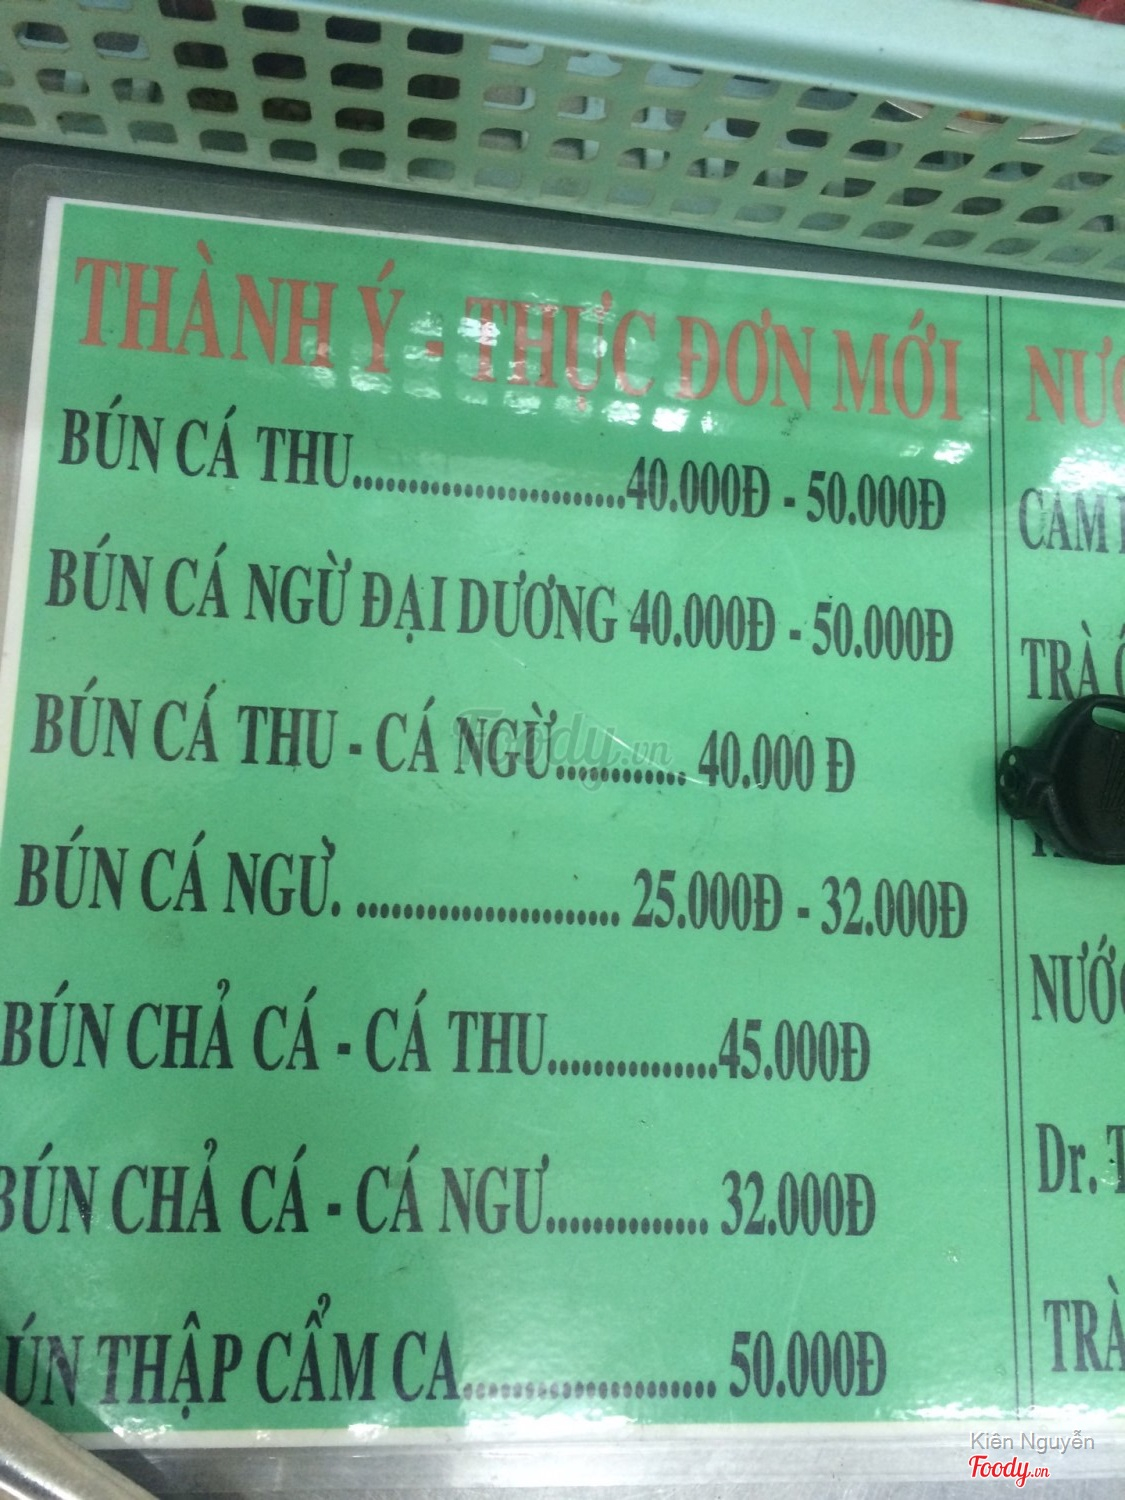 THÀNH Ý - THỰC ĐƠN MỚI
BÚN CÁ THU.........................40.000Đ - 50.000Đ
BÚN CÁ NGỪ ĐẠI DƯƠNG 40.000Đ - 50.000Đ
BÚN CÁ THU - CÁ NGỪ............ 40.000 Đ
BÚN CÁ NGƯ. ....................... 25.000Đ - 32.000Đ
BÚN CHẢ CÁ - CÁ THU...............45.000Đ
BÚN CHẢ CÁ - CÁ NGƯ.............. 32.000Đ
ÚN THẬP CẨM CA...................... 50.000Đ
CAM
TRÀ
NƯỚ
Dr.
TRÀ
Foody.vn
Kiên Nguyễn
Foody.vn